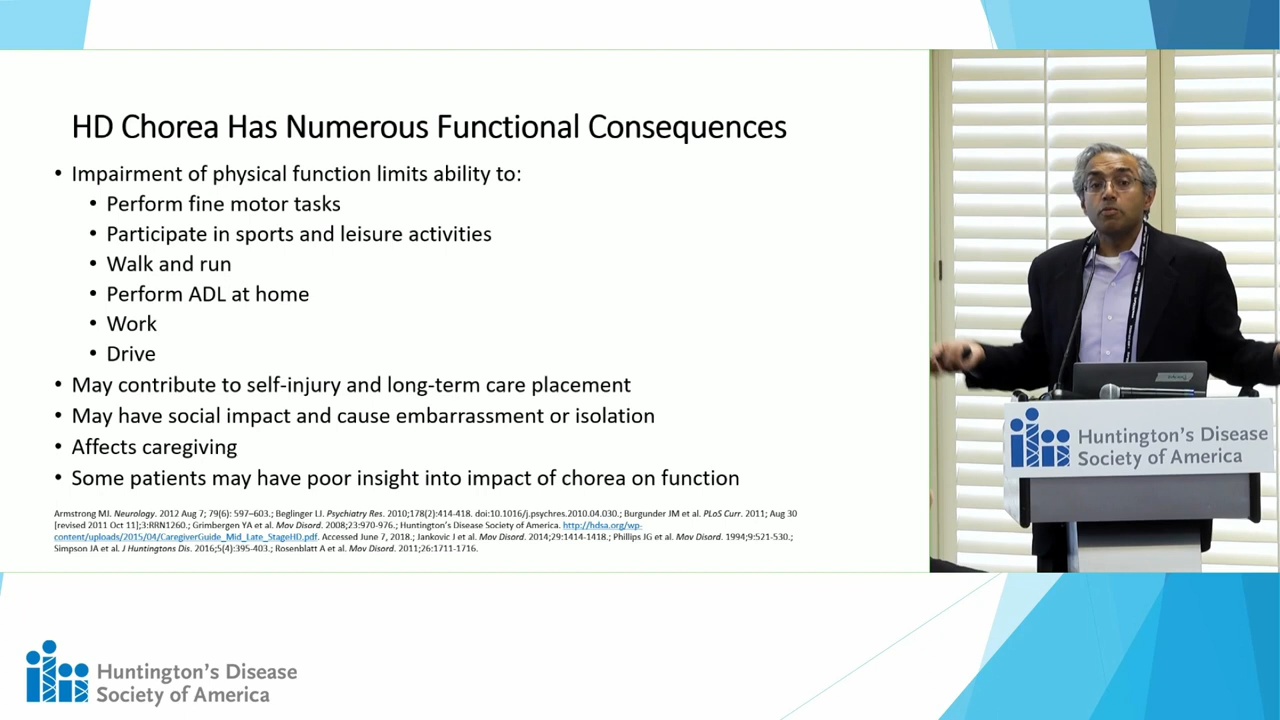 HD Chorea Has Numerous Functional Consequences
• Impairment of physical function limits ability to:
• Perform fine motor tasks
• Participate in sports and leisure activities
• Walk and run
• Perform ADL at home
• Work
• Drive
• May contribute to self-injury and long-term care placement
• May have social impact and cause embarrassment or isolation
• Affects caregiving
• Some patients may have poor insight into impact of chorea on function
Armstrong MJ. Neurology. 2012 Aug 7; 79(6): 597–603.; Beglinger LJ. Psychiatry Res. 2010;178(2):414-418. doi:10.1016/j.psychres.2010.04.030.; Burgunder JM et al. PLoS Curr. 2011; Aug 30
[revised 2011 Oct 11];3:RRN1260.; Grimbergen YA et al. Mov Disord. 2008;23:970-976.; Huntington's Disease Society of America. http://hdsa.org/wp-
content/uploads/2015/04/CaregiverGuide_Mid_Late_StageHD.pdf. Accessed June 7, 2018.; Jankovic J et al. Mov Disord. 2014;29:1414-1418.; Phillips JG et al. Mov Disord. 1994;9:521-530.;
Simpson JA et al. J Huntingtons Dis. 2016;5(4):395-403.; Rosenblatt A et al. Mov Disord. 2011;26:1711-1716.
Huntington's Disease
Society of America
Huntington's Disease
Society of America